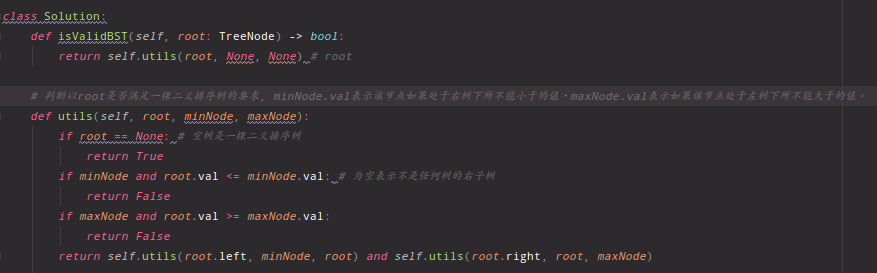 class Solution:
def isValidBST(self, root: TreeNode) -> bool:
return self.utils(root, None, None) # root
# 判断以root是否满足一棵二叉排序树的要求, minNode.val表示该节点如果处于右树下所不能小于的值，maxNode.val表示如果该节点处于左树下所不能大于的值。
def utils(self, root, minNode, maxNode):
if root == None: # 空树是一棵二叉排序树
return True
if minNode and root.val <= minNode.val: # 为空表示不是任何树的右子树
return False
if maxNode and root.val >= maxNode.val:
return False
return self.utils(root.left, minNode, root) and self.utils(root.right, root, maxNode)